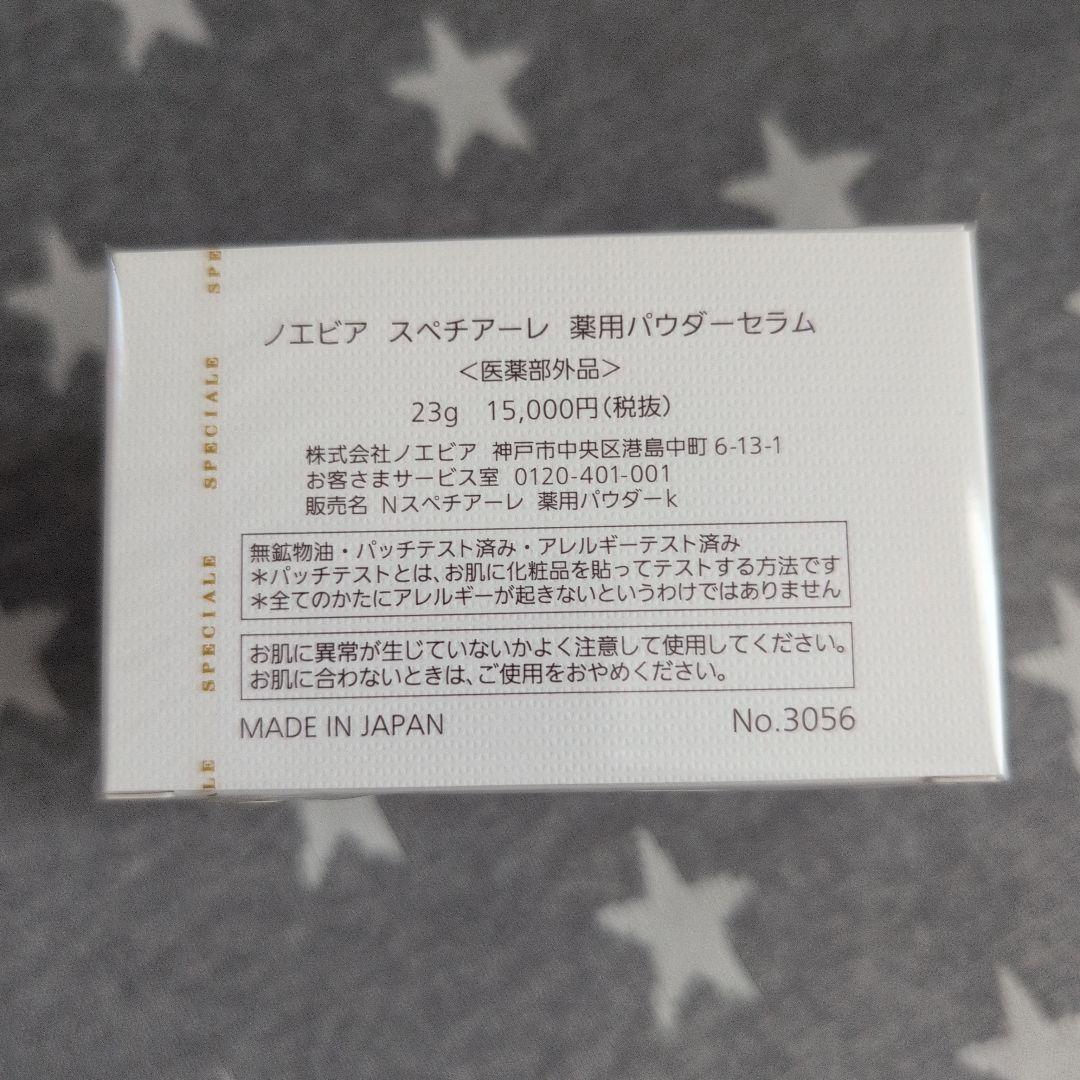 ノエビア スペチアーレ 薬用パウダーセラム
<医薬部外品>
23g 15,000円(税抜)
株式会社ノエビア 神戸市中央区港島中町6-13-1
お客さまサービス室 0120-401-001
販売名 Nスペチアーレ 薬用パウダーk
無鉱物油・パッチテスト済み・アレルギーテスト済み
*パッチテストとは、お肌に化粧品を貼ってテストする方法です
*全てのかたにアレルギーが起きないというわけではありません
お肌に異常が生じていないかよく注意して使用してください。
お肌に合わないときは、ご使用をおやめください。
MADE IN JAPAN No.3056
SPE
SPECIALE
SPECIALE
LE